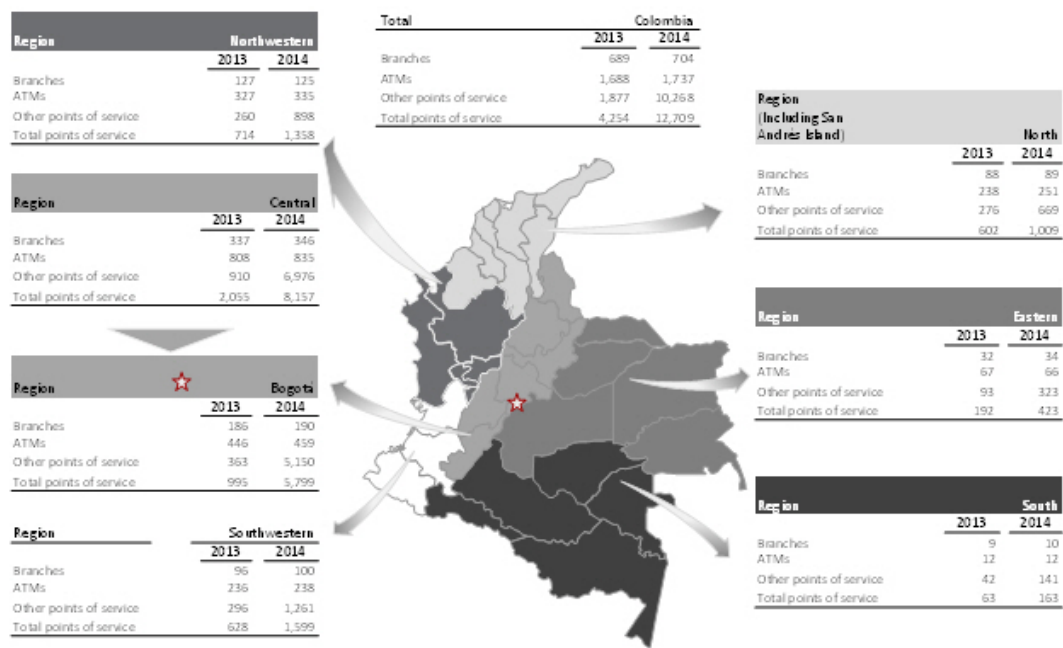 Region Northwestern
2013 2014
Branches 127 125
ATMs 327 335
Other points of service 260 898
Total points of service 714 1,358
Total Colombia
2013 2014
Branches 689 704
ATMs 1,688 1,737
Other points of service 1,877 10,268
Total points of service 4,254 12,709
Region
(Including San
Andrés Island) North
2013 2014
Branches 88 89
ATMs 238 251
Other points of service 276 669
Total points of service 602 1,009
Region Central
2013 2014
Branches 337 346
ATMs 808 835
Other points of service 910 6,976
Total points of service 2,055 8,157
Region Eastern
2013 2014
Branches 32 34
ATMs 67 66
Other points of service 93 323
Total points of service 192 423
Region Bogotá
2013 2014
Branches 186 190
ATMs 446 459
Other points of service 363 5,150
Total points of service 995 5,799
Region South
2013 2014
Branches 9 10
ATMs 12 12
Other points of service 42 141
Total points of service 63 163
Region Southwestern
2013 2014
Branches 96 100
ATMs 236 238
Other points of service 296 1,261
Total points of service 628 1,599